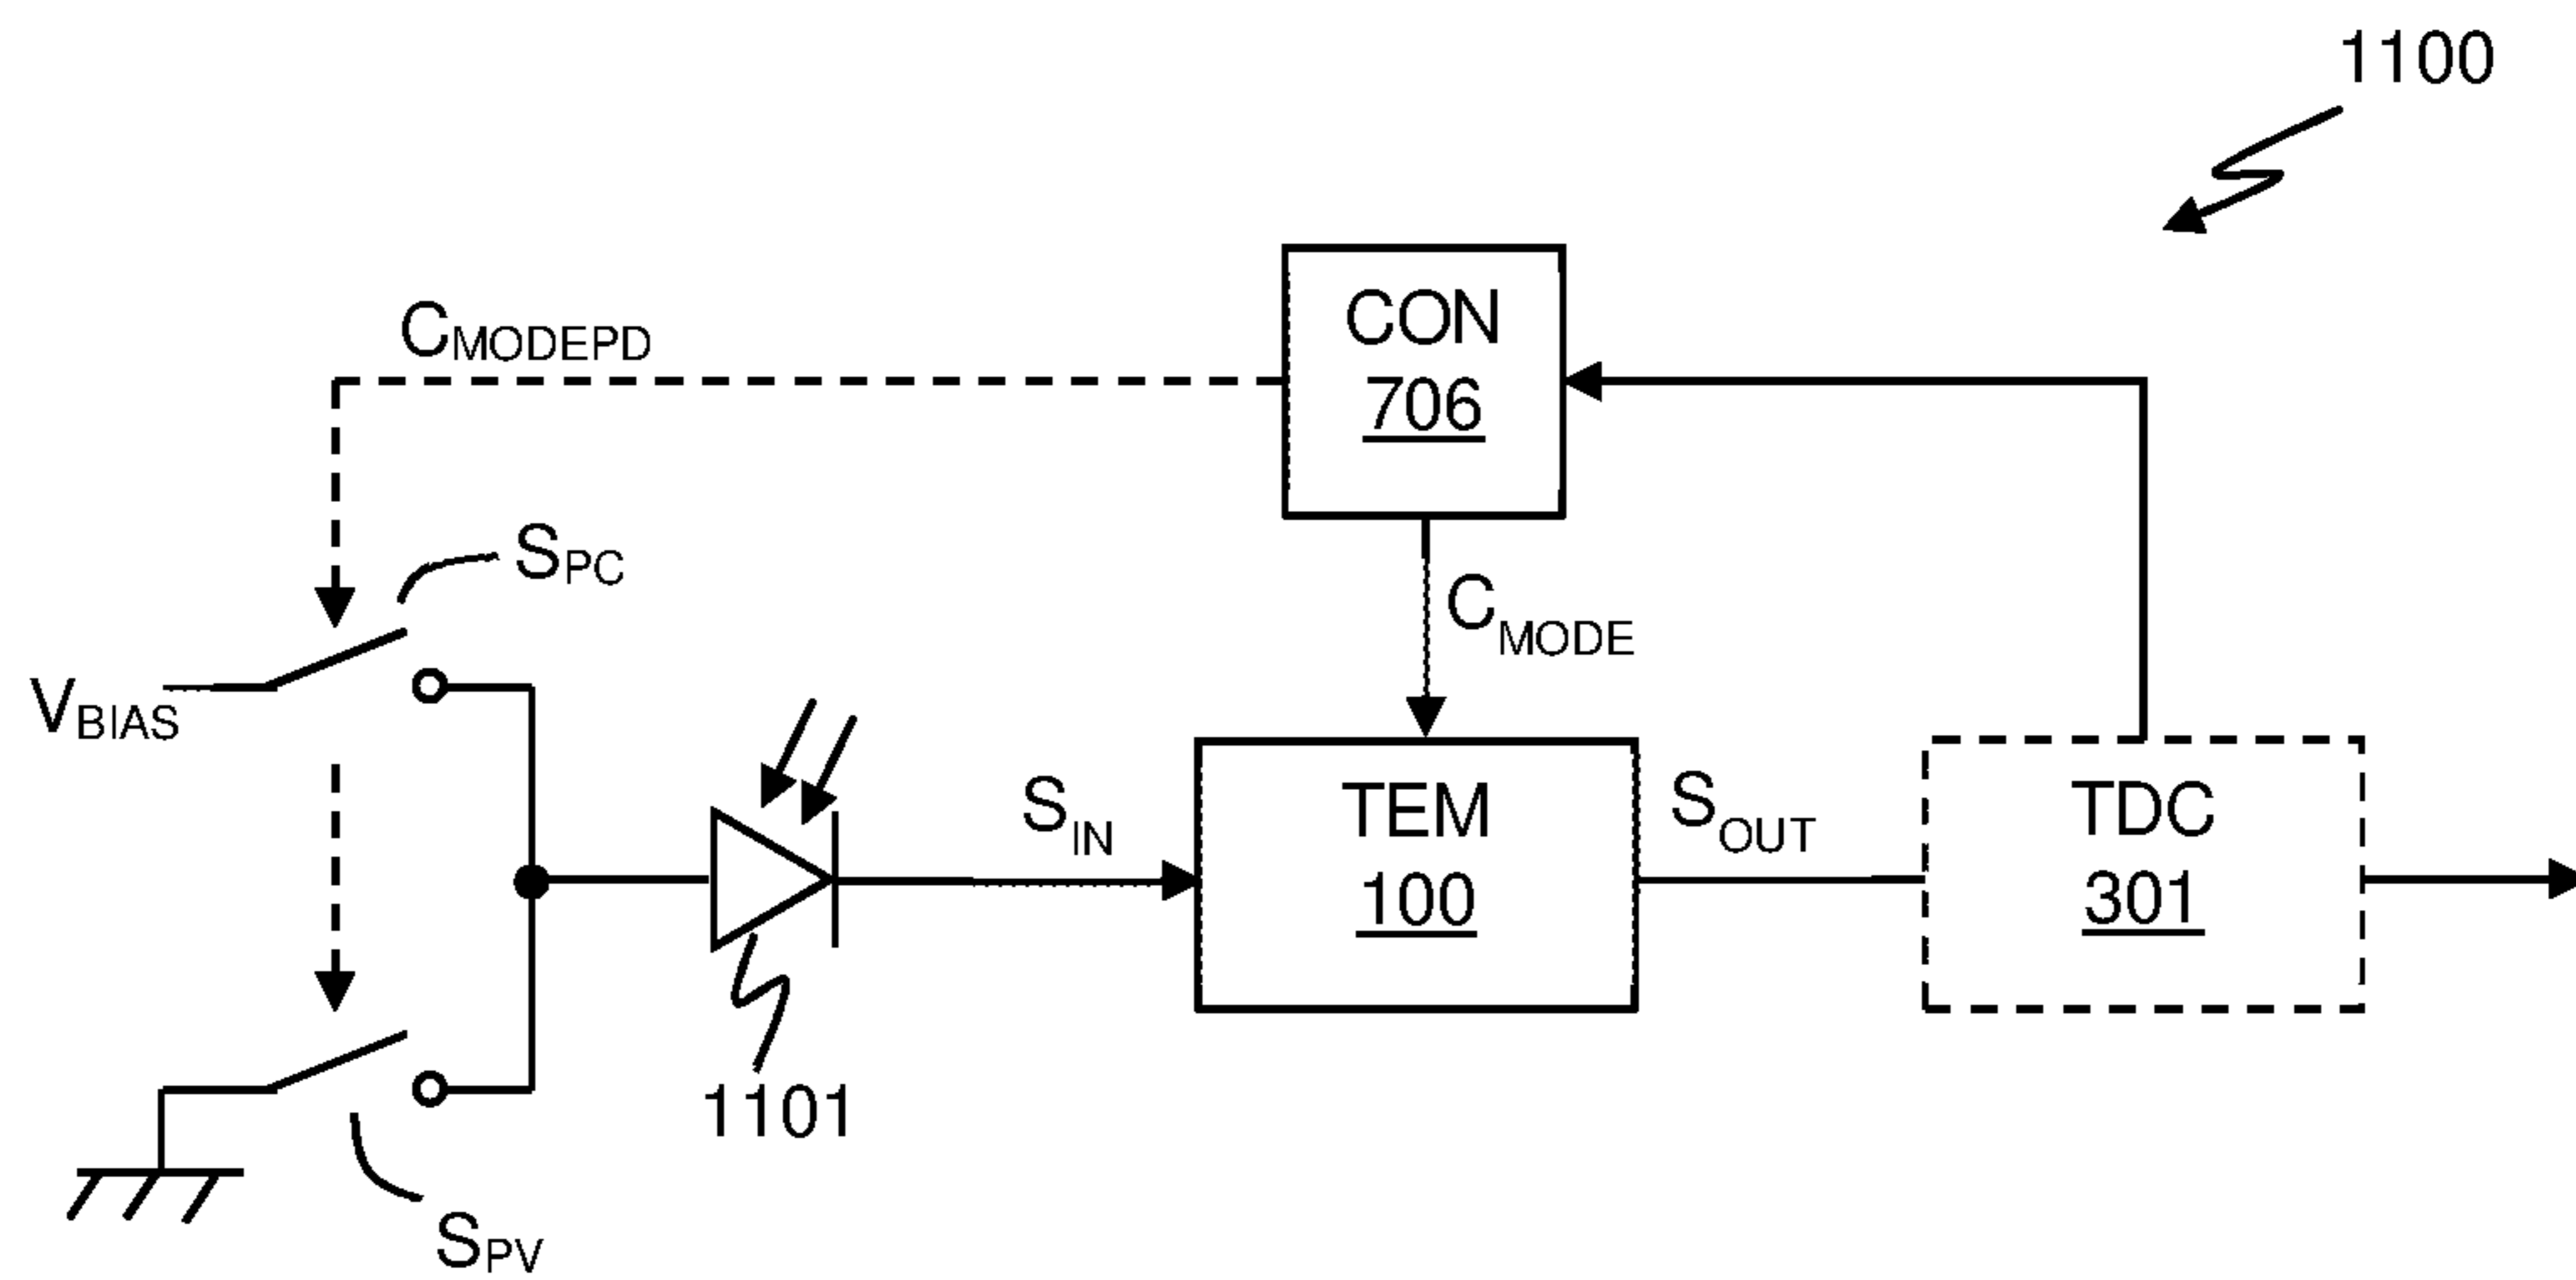 1100
CON
706
CMODEPD
SPC
CMODE
VBIAS
SIN
TEM
100
SOUT
TDC
301
1101
SPV